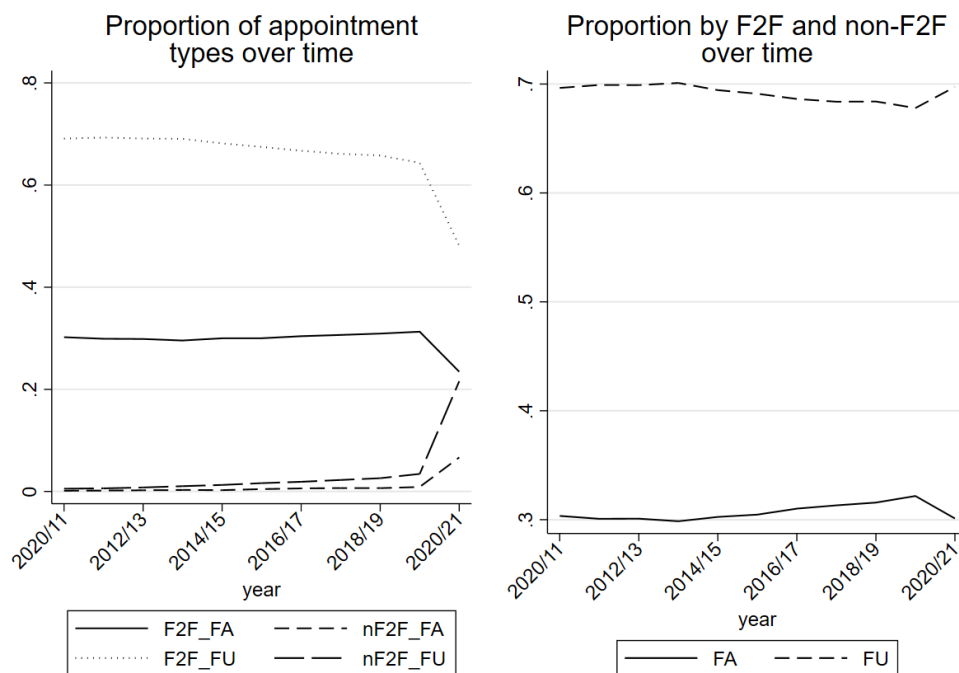 Proportion of appointment
types over time
.8
.6
.4
.2
0
2020/11
2012/13
2014/15
2016/17
2018/19
2020/21
year
F2F_FA
nF2F_FA
F2F_FU
nF2F_FU
Proportion by F2F and non-F2F
over time
.7
.6
.5
.4
.3
2020/11
2012/13
2014/15
2016/17
2018/19
2020/21
year
FA
FU